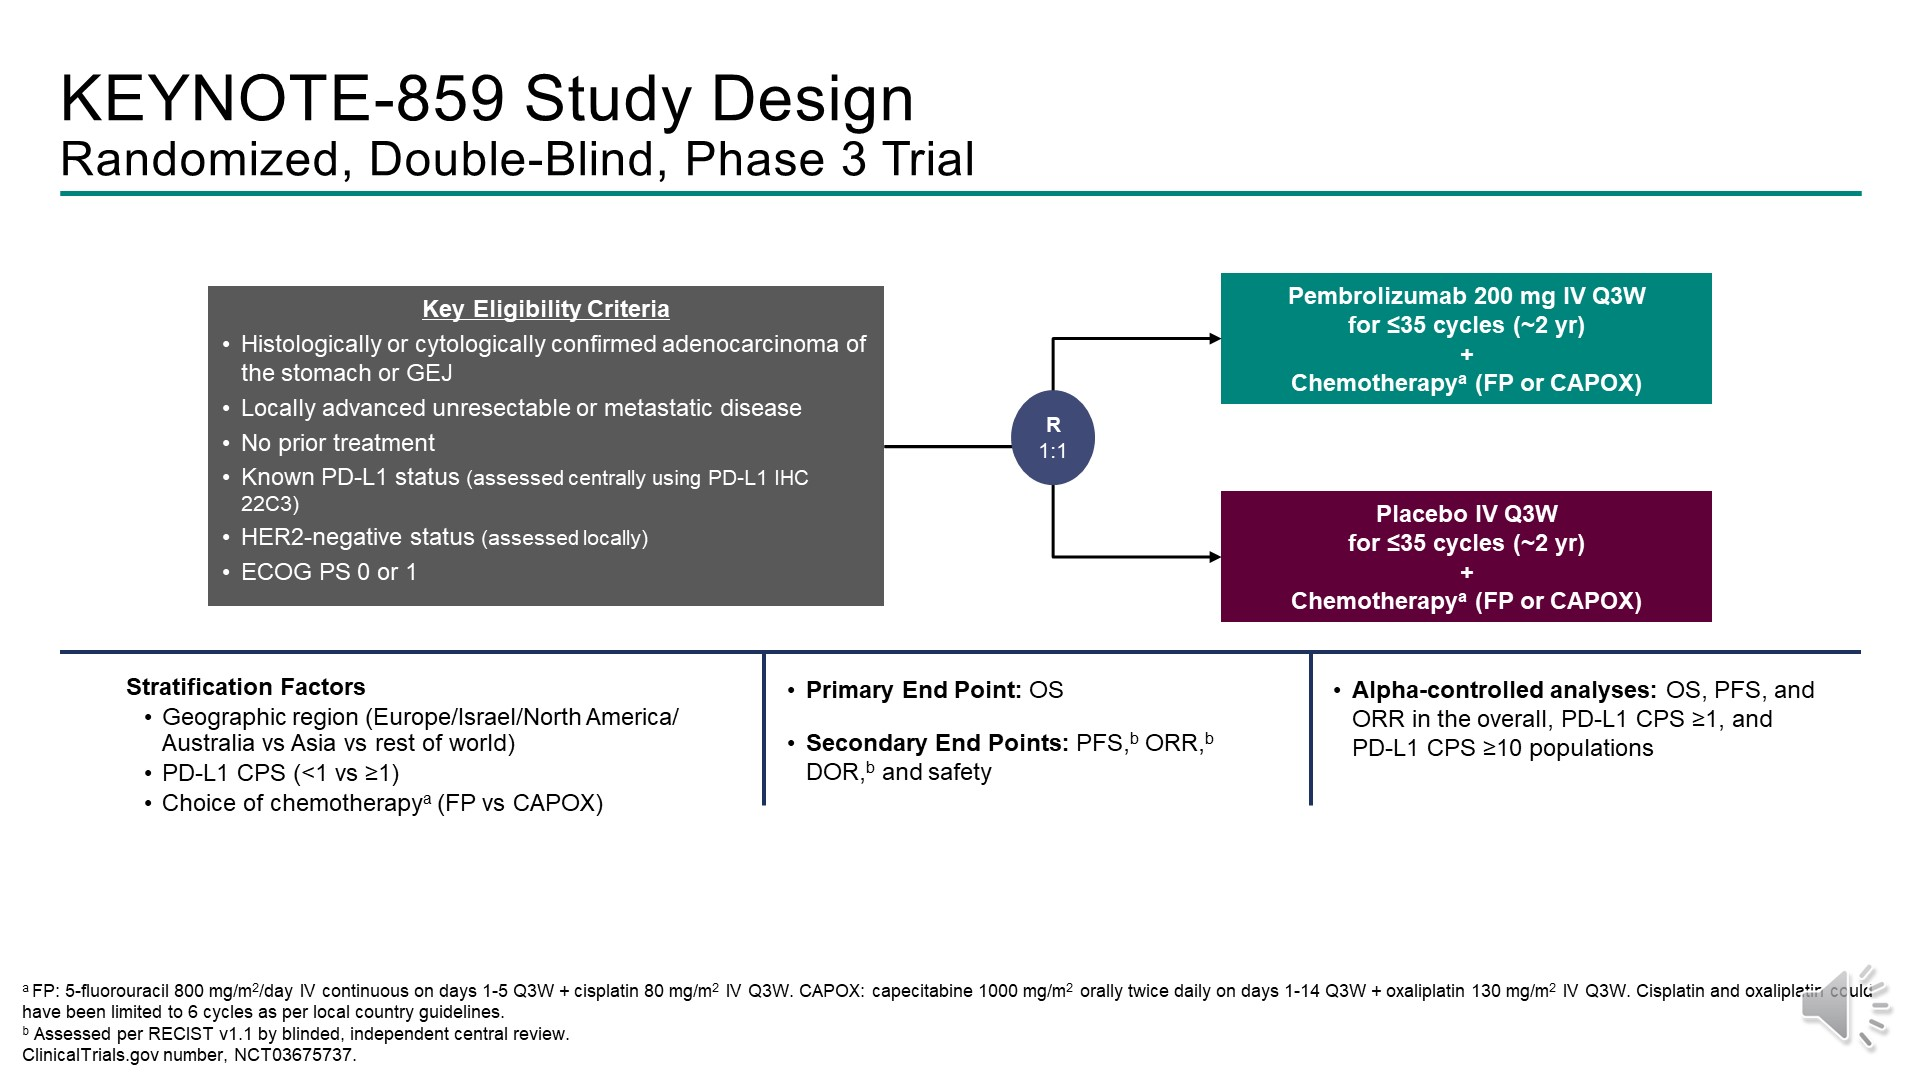 KEYNOTE-859 Study Design
Randomized, Double-Blind, Phase 3 Trial
Key Eligibility Criteria
• Histologically or cytologically confirmed adenocarcinoma of
the stomach or GEJ
• Locally advanced unresectable or metastatic disease
• No prior treatment
• Known PD-L1 status (assessed centrally using PD-L1 IHC
22C3)
• HER2-negative status (assessed locally)
• ECOG PS 0 or 1
R
1:1
Pembrolizumab 200 mg IV Q3W
for ≤35 cycles (~2 yr)
+
Chemotherapyᵃ (FP or CAPOX)
Placebo IV Q3W
for ≤35 cycles (~2 yr)
+
Chemotherapyᵃ (FP or CAPOX)
Stratification Factors
• Geographic region (Europe/Israel/North America/
Australia vs Asia vs rest of world)
• PD-L1 CPS (<1 vs ≥1)
• Choice of chemotherapyᵃ (FP vs CAPOX)
• Primary End Point: OS
• Secondary End Points: PFS,ᵇ ORR,ᵇ
DOR,ᵇ and safety
• Alpha-controlled analyses: OS, PFS, and
ORR in the overall, PD-L1 CPS ≥1, and
PD-L1 CPS ≥10 populations
ᵃ FP: 5-fluorouracil 800 mg/m²/day IV continuous on days 1-5 Q3W + cisplatin 80 mg/m² IV Q3W. CAPOX: capecitabine 1000 mg/m² orally twice daily on days 1-14 Q3W + oxaliplatin 130 mg/m² IV Q3W. Cisplatin and oxaliplatin could
have been limited to 6 cycles as per local country guidelines.
ᵇ Assessed per RECIST v1.1 by blinded, independent central review.
ClinicalTrials.gov number, NCT03675737.